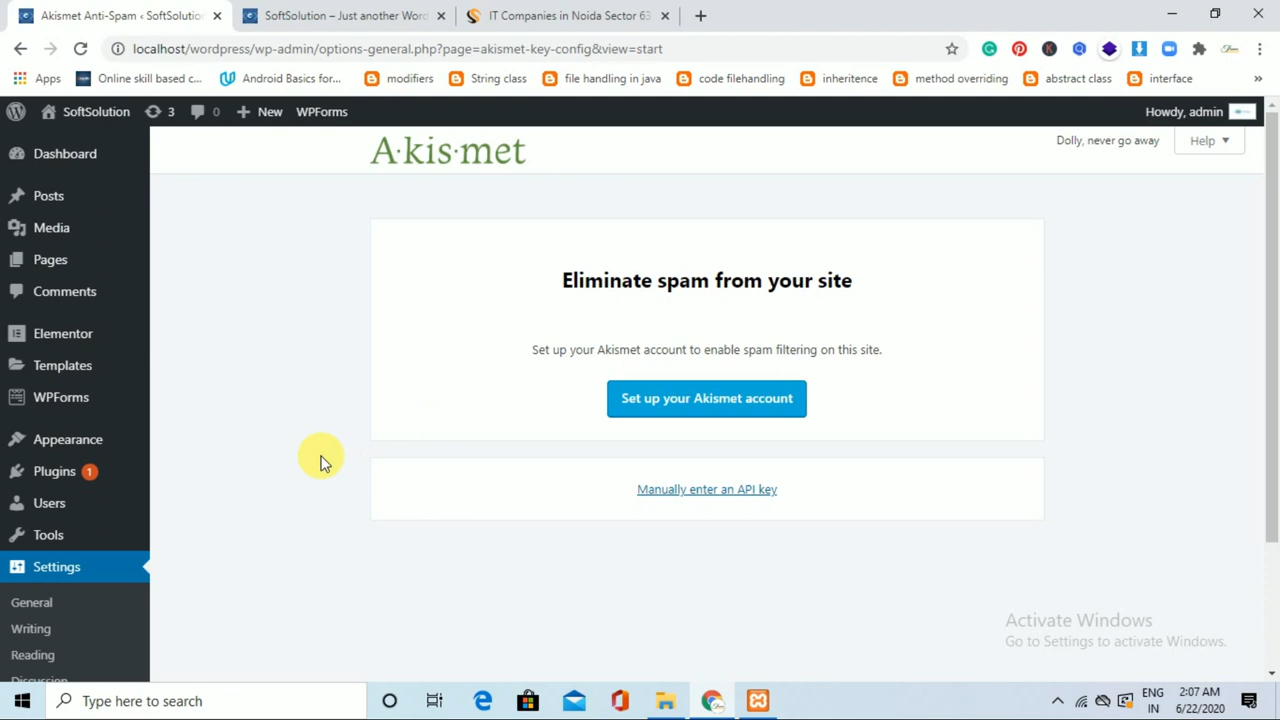 Akismet Anti-Spam ‹ SoftSolution
SoftSolution – Just another Word
IT Companies in Noida Sector 63
localhost/wordpress/wp-admin/options-general.php?page=akismet-key-config&view=start
Apps
Online skill based c...
Android Basics for...
modifiers
String class
file handling in java
code filehandling
inheritence
method overriding
abstract class
interface
»
SoftSolution
3
0
New
WPForms
Howdy, admin
Dashboard
Posts
Media
Pages
Comments
Elementor
Templates
WPForms
Appearance
Plugins 1
Users
Tools
Settings
General
Writing
Reading
Discussion
A·kis·met
Dolly, never go away
Help
Eliminate spam from your site
Set up your Akismet account to enable spam filtering on this site.
Set up your Akismet account
Manually enter an API key
Activate Windows
Go to Settings to activate Windows.
Type here to search
ENG
IN
2:07 AM
6/22/2020